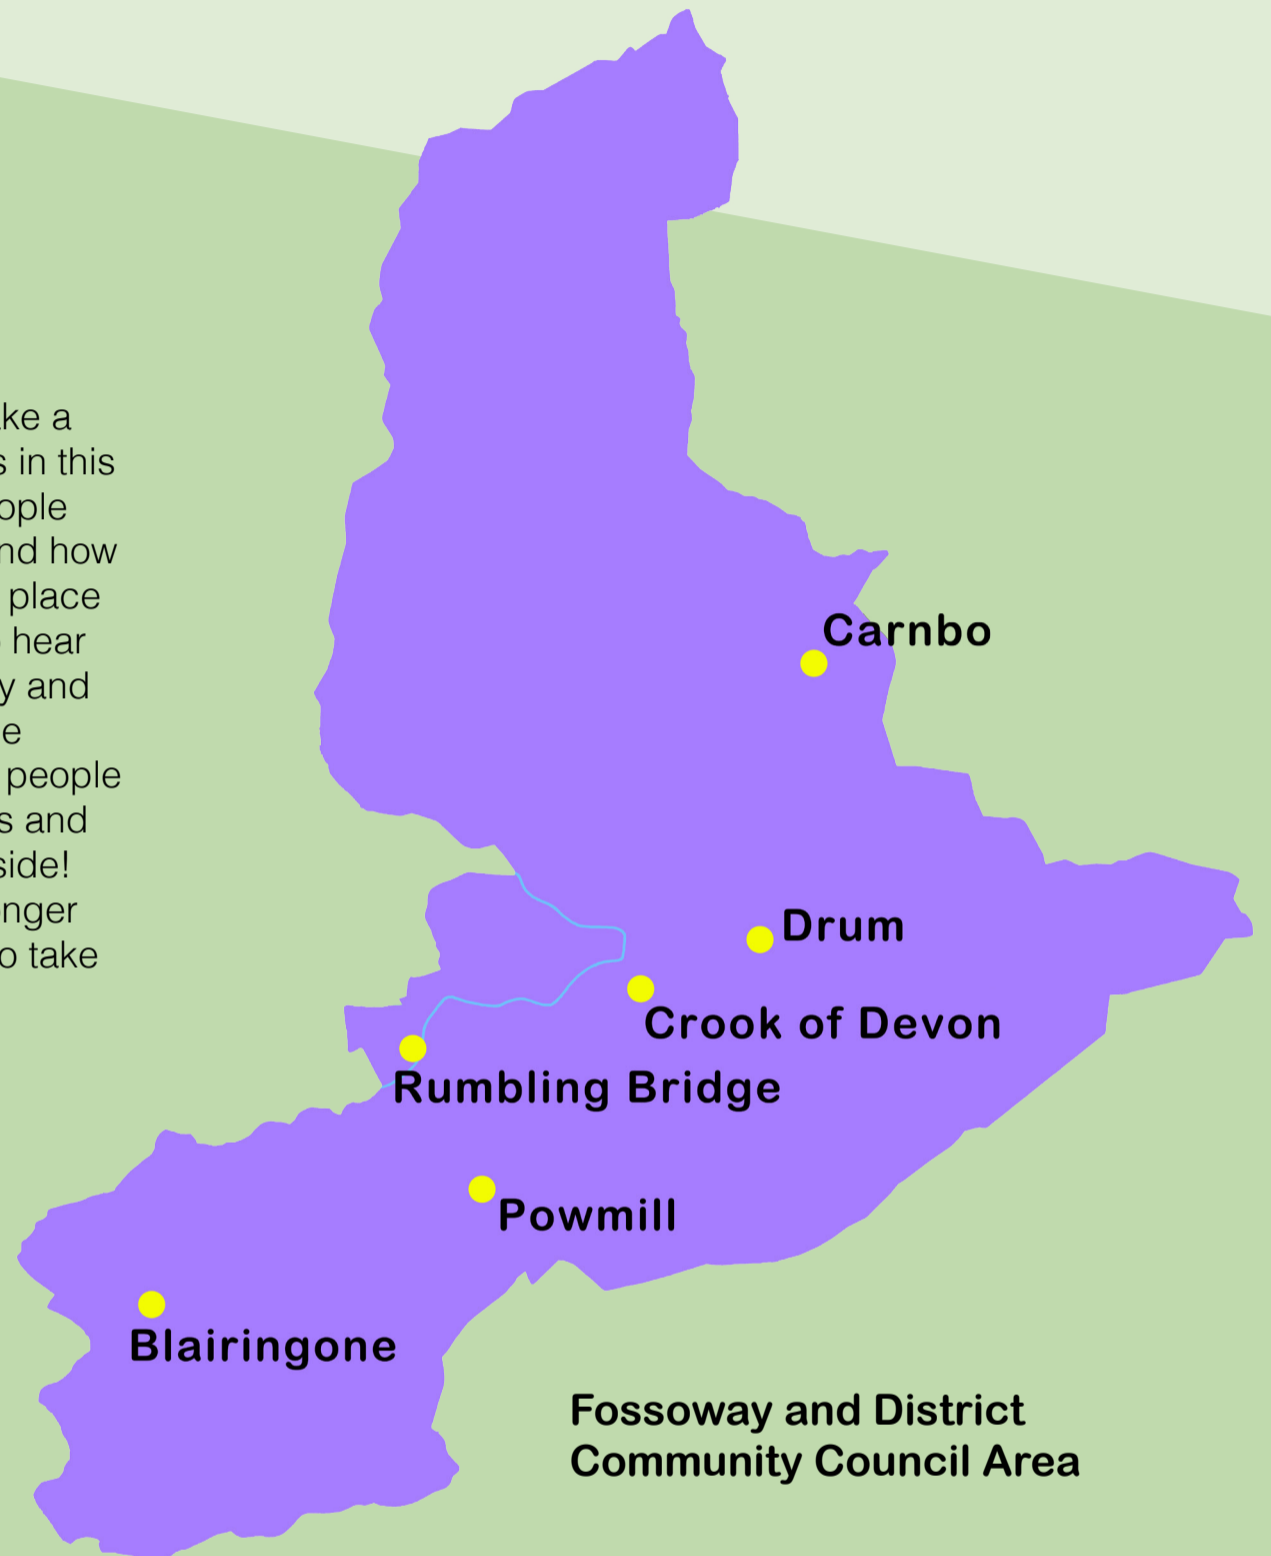 ke a
s in this
ople
nd how
place
hear
y and
e
people
s and
side!
nger
o take
Carnbo
Drum
Crook of Devon
Rumbling Bridge
Powmill
Blairingone
Fossoway and District
Community Council Area